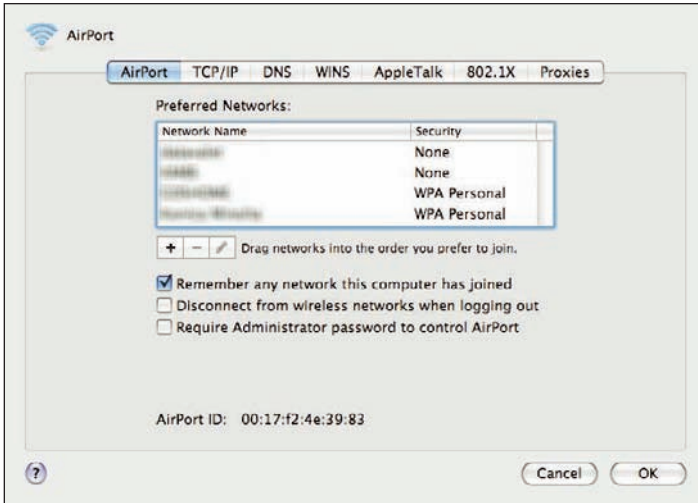 AirPort
AirPort TCP/IP DNS WINS AppleTalk 802.1X Proxies
Preferred Networks:
Network Name Security
None
None
WPA Personal
WPA Personal
+ - Drag networks into the order you prefer to join.
Remember any network this computer has joined
Disconnect from wireless networks when logging out
Require Administrator password to control AirPort
AirPort ID: 00:17:f2:4e:39:83
? Cancel OK